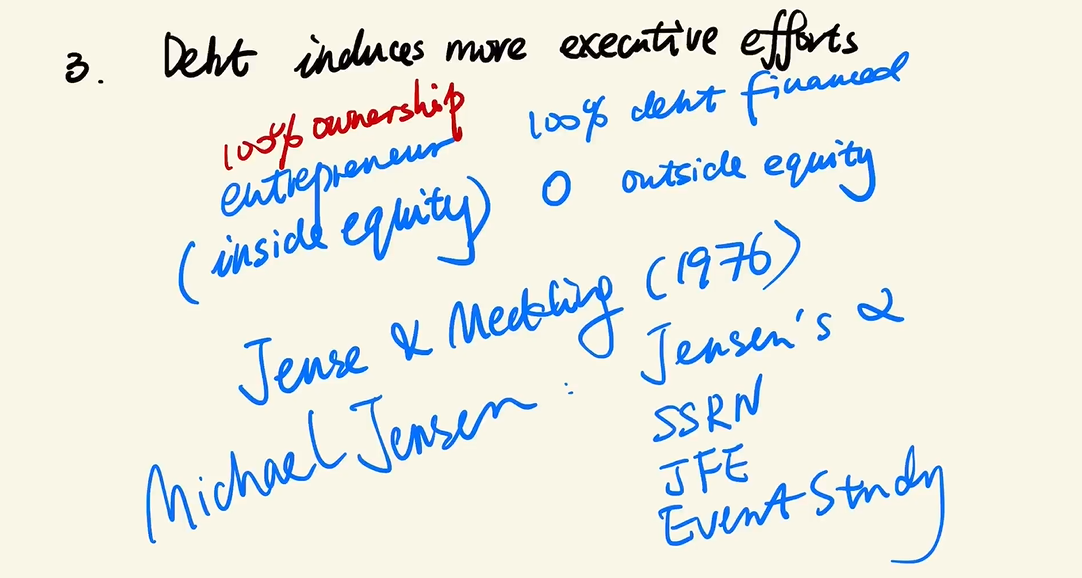 3. Debt induces more executive efforts
100% ownership 100% debt financed
entrepreneur
(inside equity) 0 outside equity
Jense & Meckling (1976)
Michael Jensen: Jensen's α
SSRN
JFE
Event Study